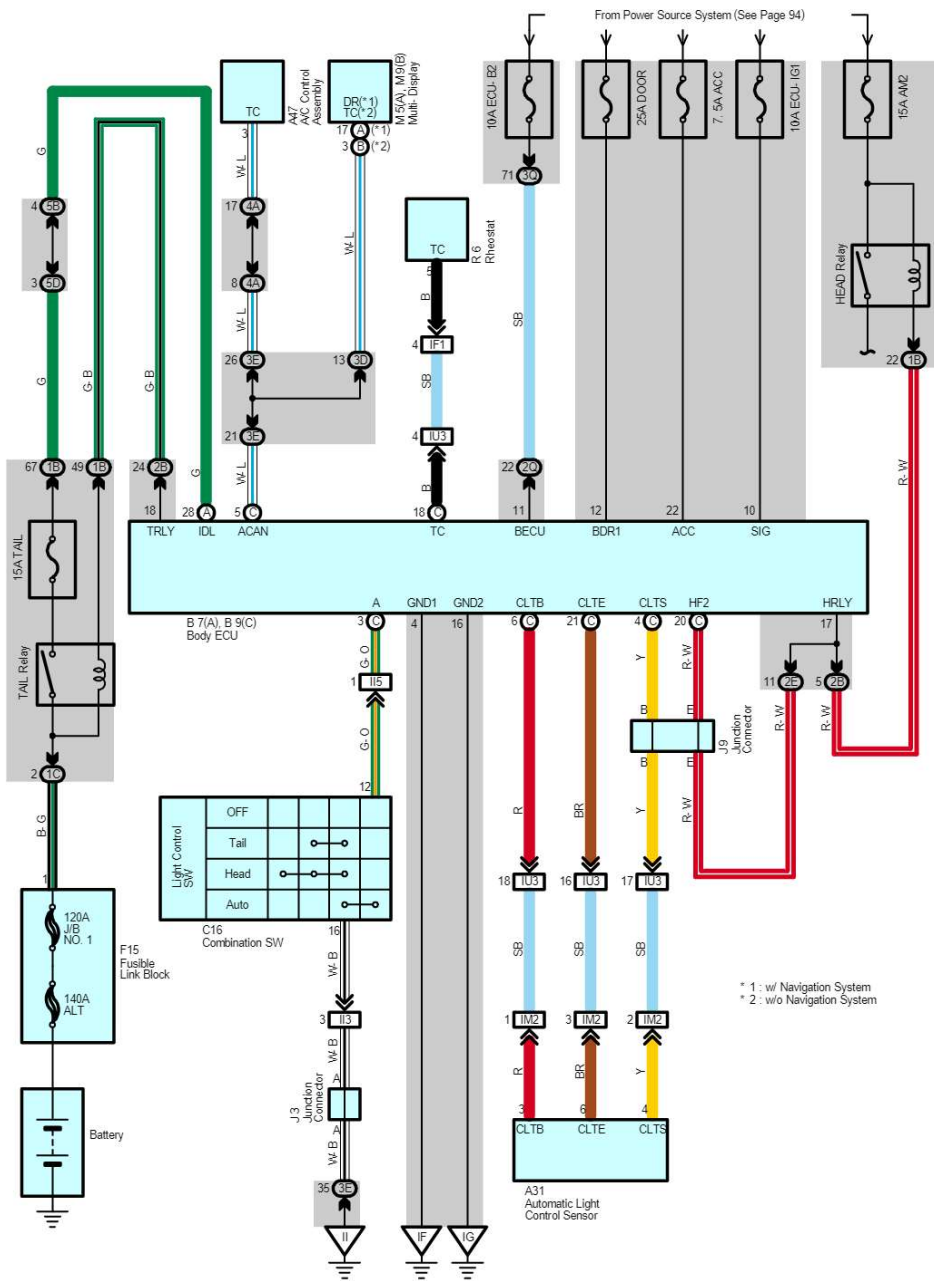 From Power Source System (See Page 94)
10A ECU- B2
25A DOOR
7. 5A ACC
10A ECU- IG1
15A AM2
TC
A47
A/C Control
Assembly
DR(*1)
TC(*2)
M 5(A), M 9(B)
Multi- Display
3
17 A (*1)
3 B (*2)
G
W- L
W- L
4 5B
17 4A
3 5D
8 4A
71 3Q
TC
R 6
Rheostat
5
B
HEAD Relay
G
G- B
G- B
W- L
26 3E
13 3D
4 IF1
SB
SB
22 1B
21 3E
4 IU3
67 1B
49 1B
24 2B
G
W- L
B
22 2Q
R- W
18
28 A
5 C
18 C
11
12
22
10
TRLY
IDL
ACAN
TC
BECU
BDR1
ACC
SIG
15A TAIL
A
GND1
GND2
CLTB
CLTE
CLTS
HF2
HRLY
B 7(A), B 9(C)
Body ECU
3 C
4
16
6 C
21 C
4 C
20 C
17
TAIL Relay
G- O
1 II5
Y
R- W
11 2E
5 2B
B
E
J 9
Junction
Connector
R- W
R- W
G- O
B
E
2 1C
12
B- G
Light Control
SW
OFF
Tail
Head
Auto
R
BR
Y
R- W
1
18 IU3
16 IU3
17 IU3
120A
J/B
NO. 1
140A
ALT
F15
Fusible
Link Block
C16
Combination SW
16
W- B
SB
SB
SB
* 1 : w/ Navigation System
* 2 : w/o Navigation System
3 II3
1 IM2
3 IM2
2 IM2
W- B
A
J 3
Junction
Connector
A
R
BR
Y
3
6
4
Battery
CLTB
CLTE
CLTS
W- B
35 3E
A31
Automatic Light
Control Sensor
II
IF
IG